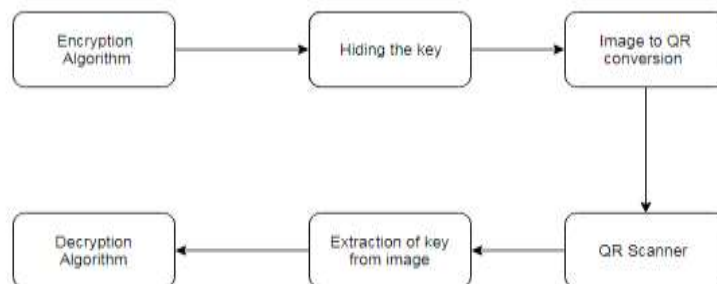 Encryption
Algorithm
Hiding the key
Image to QR
conversion
Decryption
Algorithm
Extraction of key
from image
QR Scanner